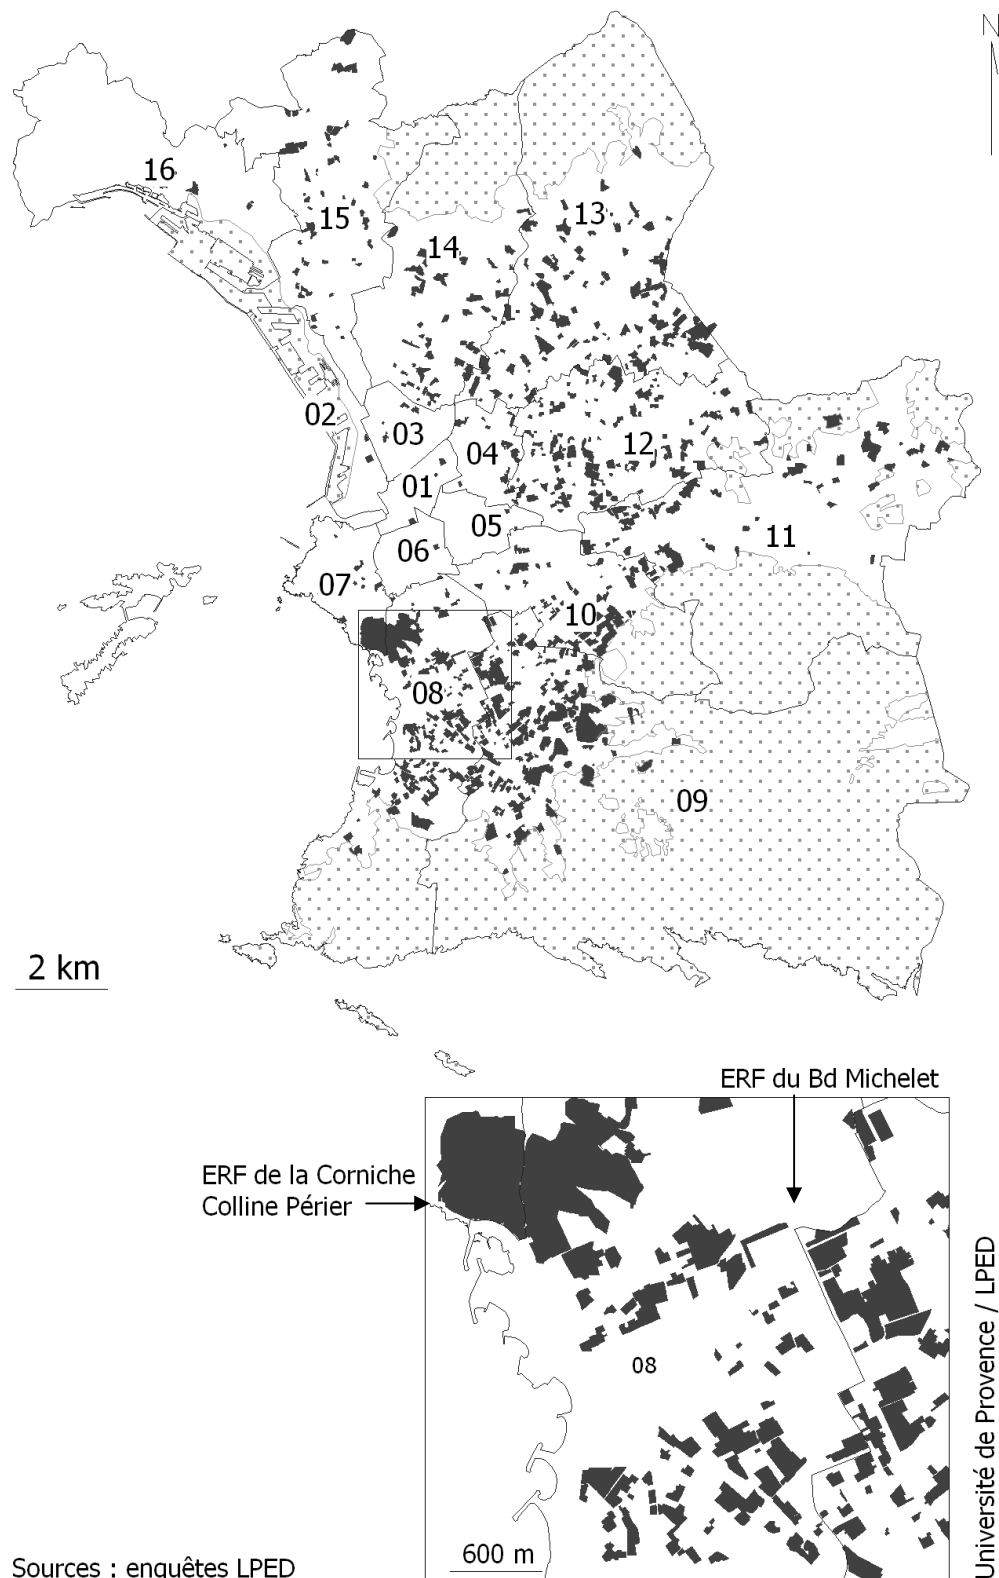 N
16
15
13
14
02
03
12
04
01
05
11
06
07
10
08
09
2 km
ERF du Bd Michelet
ERF de la Corniche
Colline Périer
08
600 m
Sources : enquêtes LPED
Université de Provence / LPED